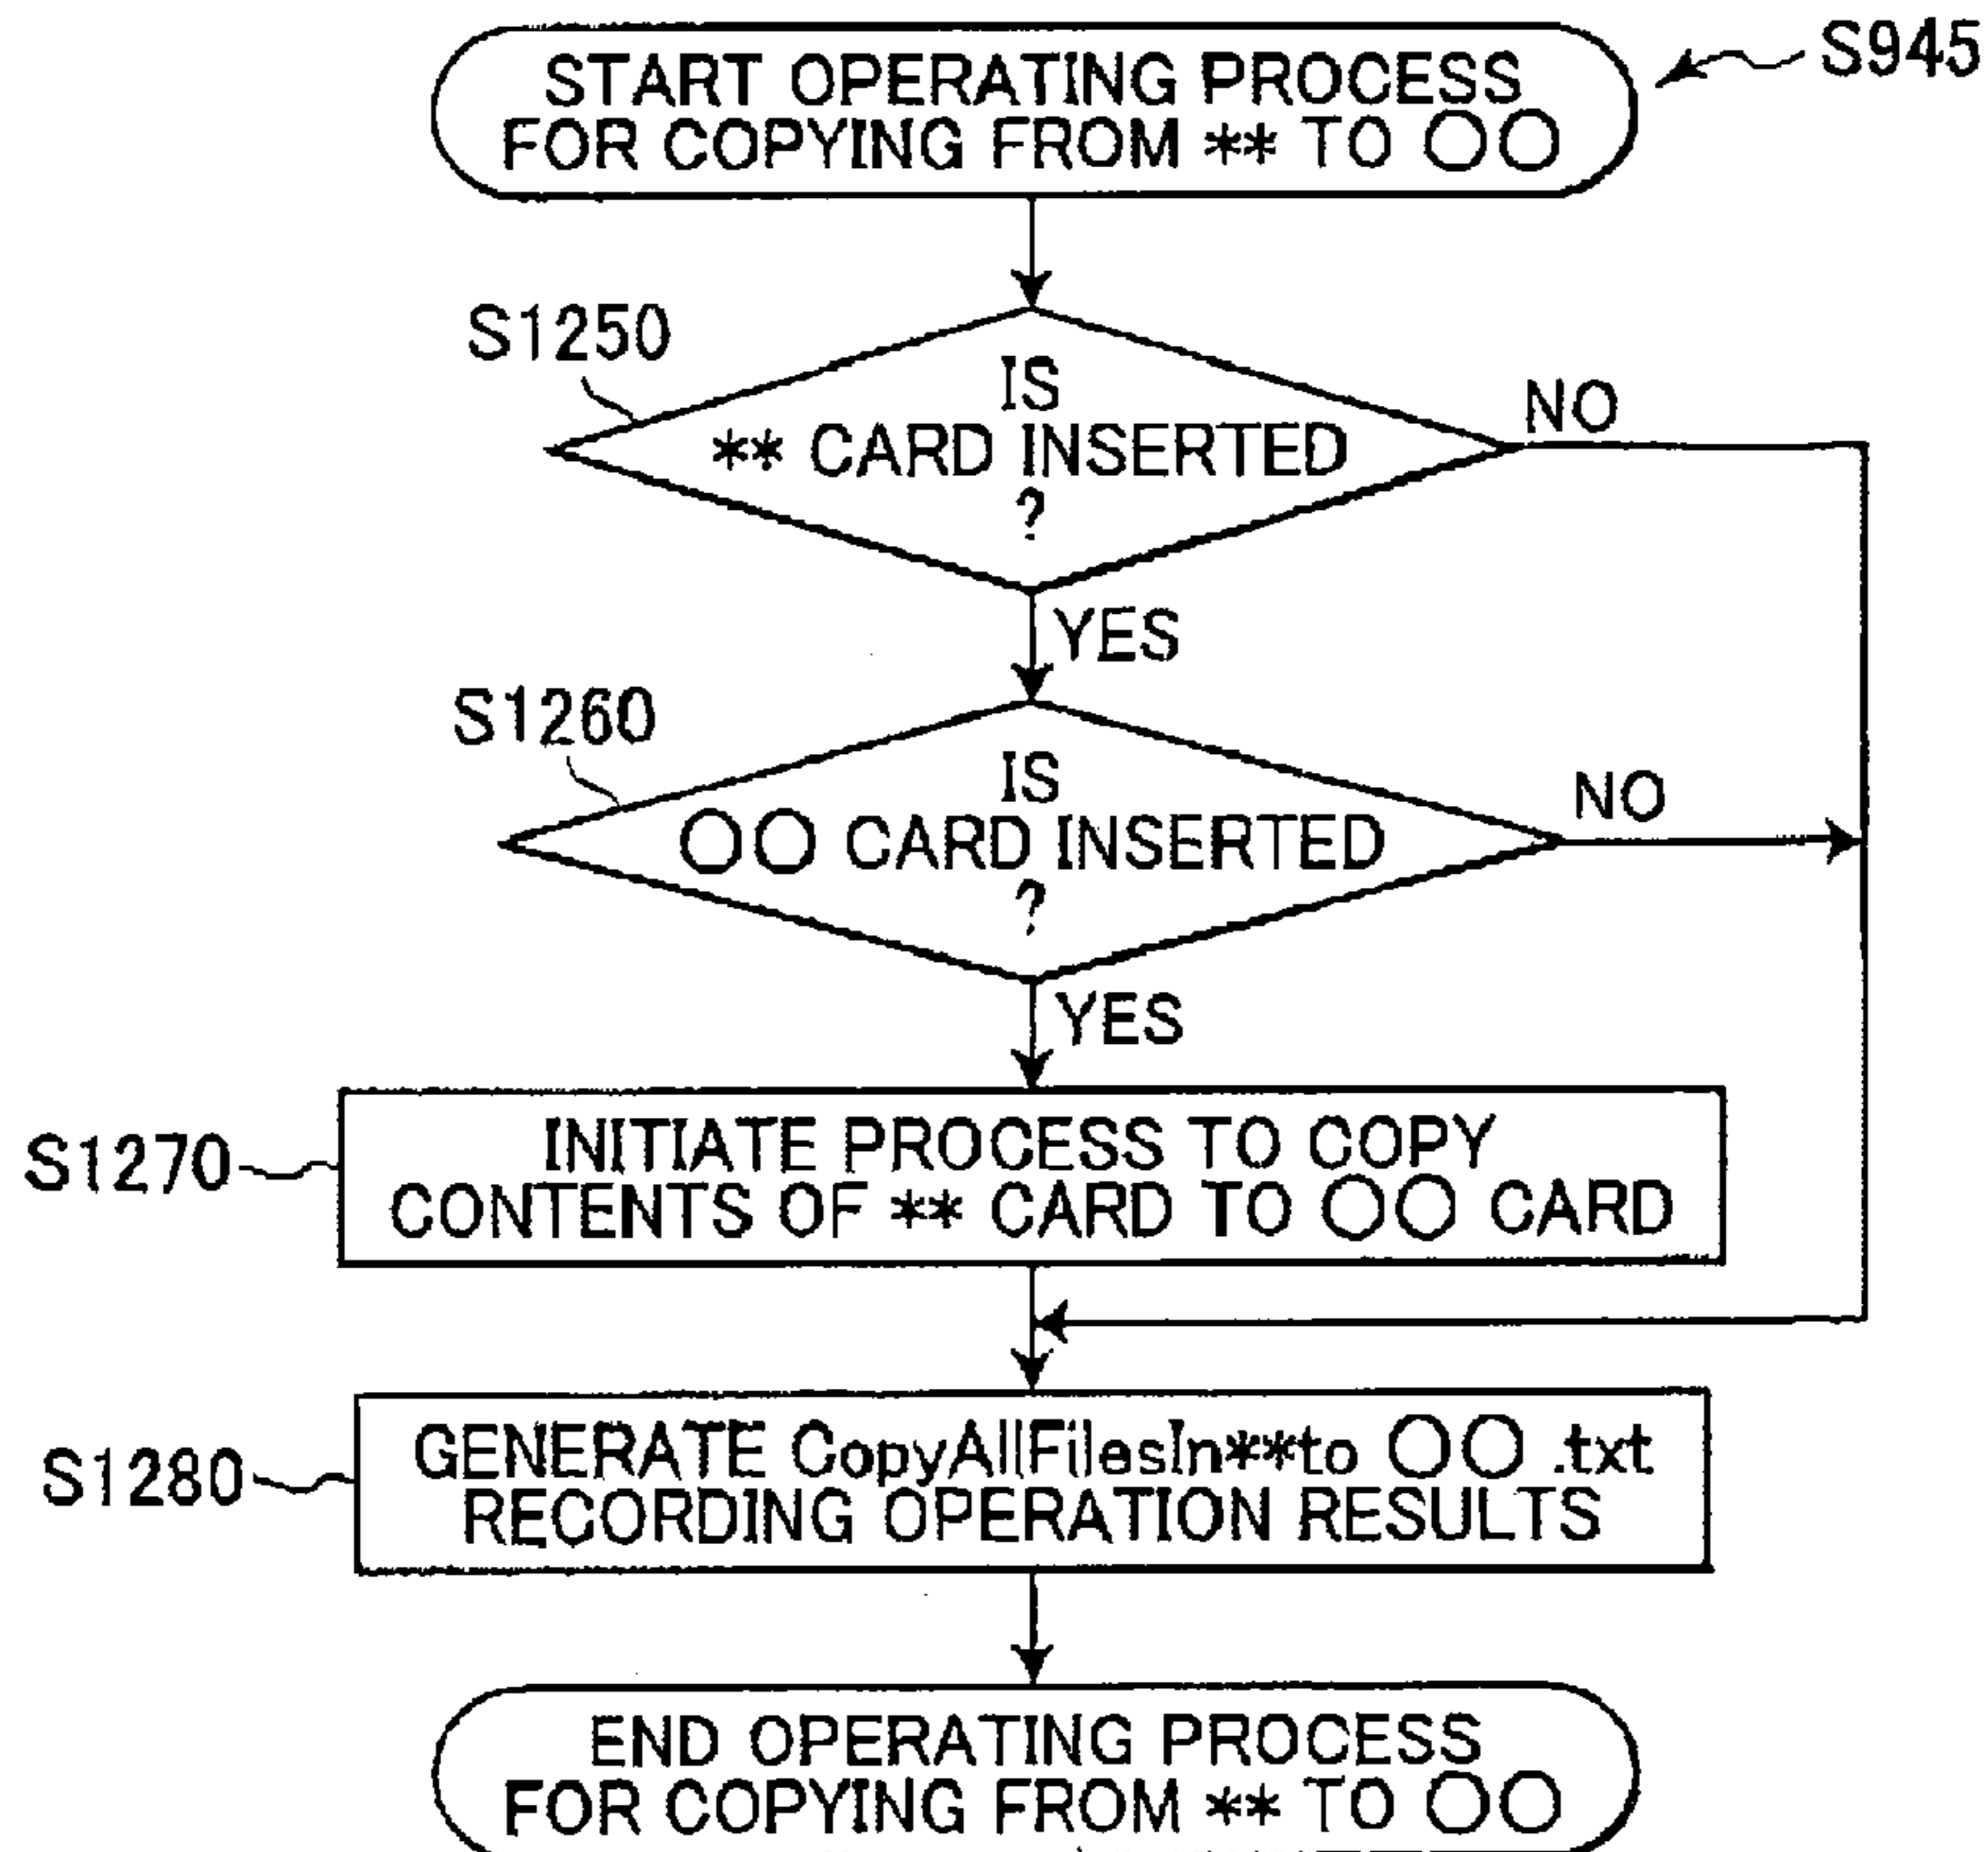 START OPERATING PROCESS
FOR COPYING FROM ** TO ○○
S945
S1250
IS
** CARD INSERTED
?
NO
YES
S1260
IS
○○ CARD INSERTED
?
NO
YES
S1270
INITIATE PROCESS TO COPY
CONTENTS OF ** CARD TO ○○ CARD
S1280
GENERATE CopyAllFilesIn**to ○○ .txt
RECORDING OPERATION RESULTS
END OPERATING PROCESS
FOR COPYING FROM ** TO ○○